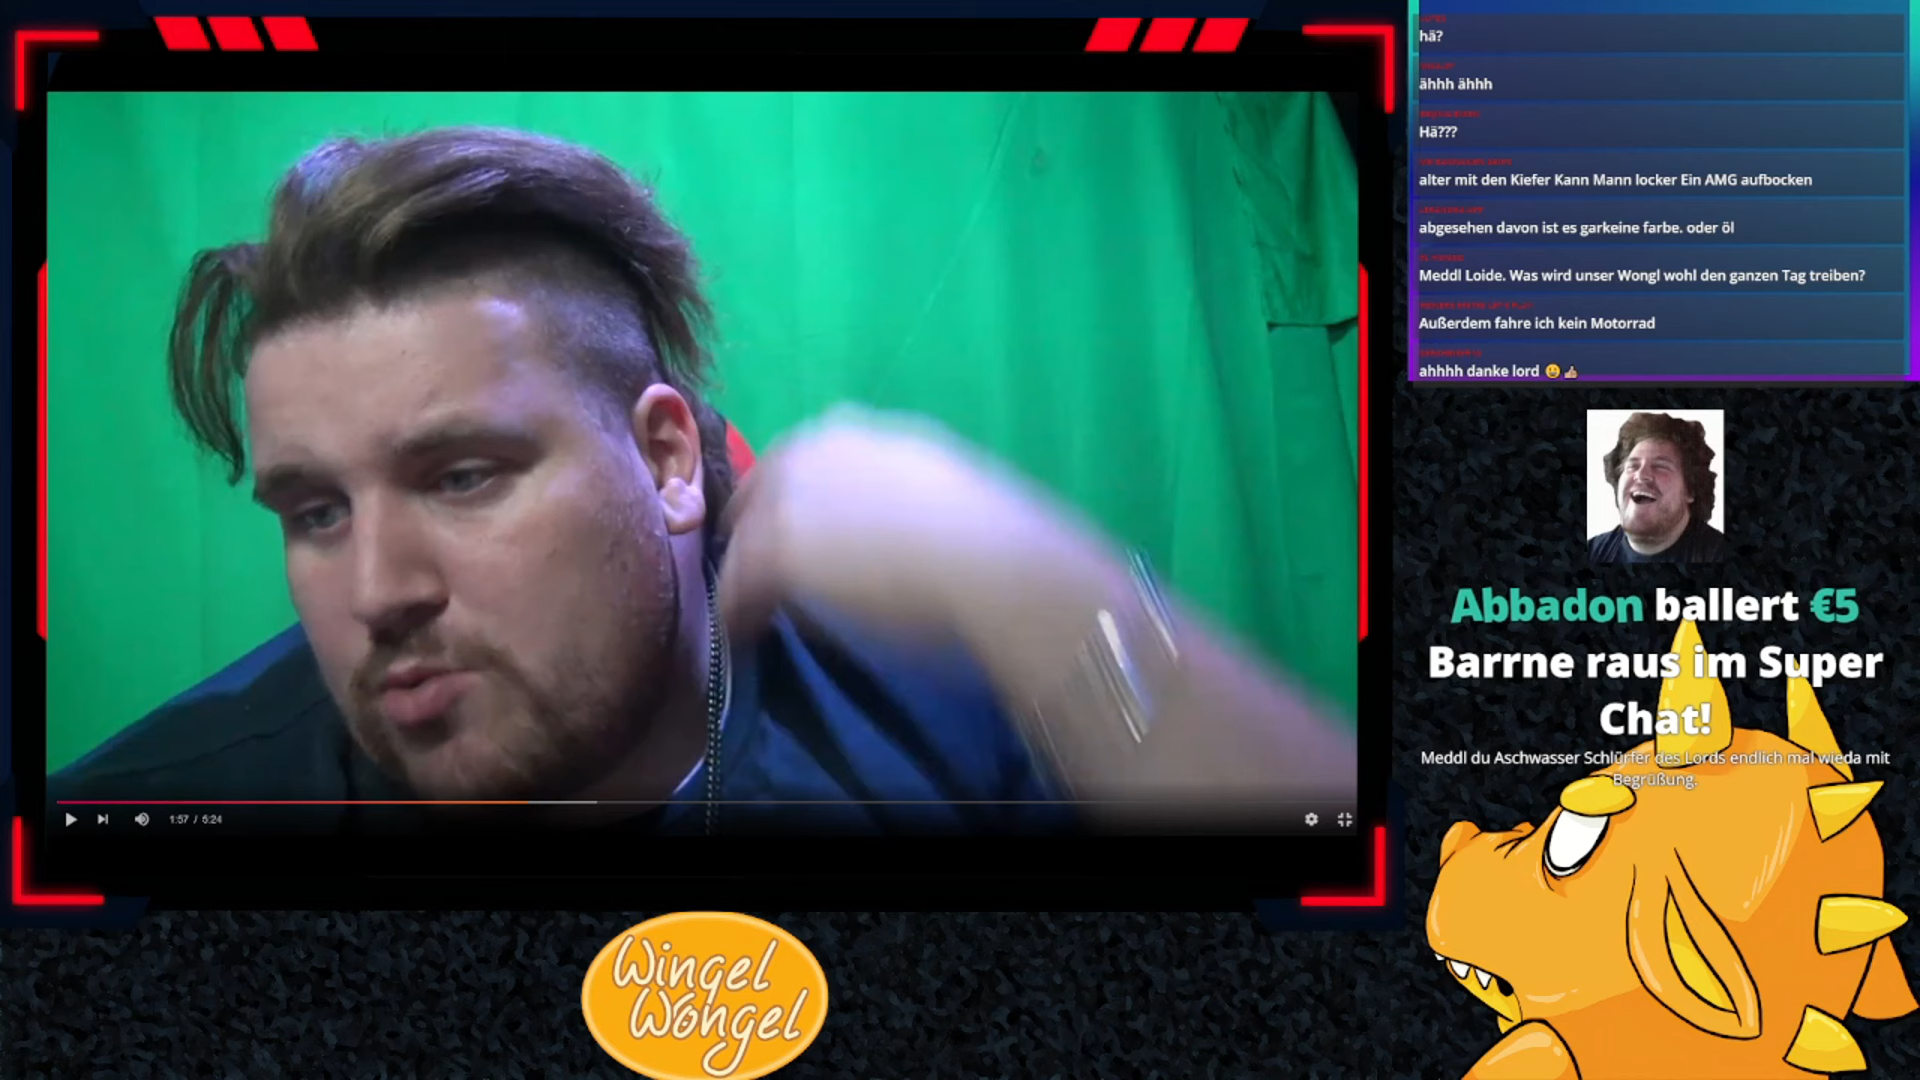 hä?
ähhh ähhh
Hä???
alter mit den Kiefer Kann Mann locker Ein AMG aufbocken
abgesehen davon ist es garkeine farbe. oder öl
Meddl Loide. Was wird unser Wongl wohl den ganzen Tag treiben?
Außerdem fahre ich kein Motorrad
ahhhh danke lord 😀👍
Abbadon ballert €5
Barrne raus im Super
Chat!
Meddl du Aschwasser Schlürfer des Lords endlich mal wieda mit
Begrüßung.
1:57 / 5:24
Wingel
Wongel